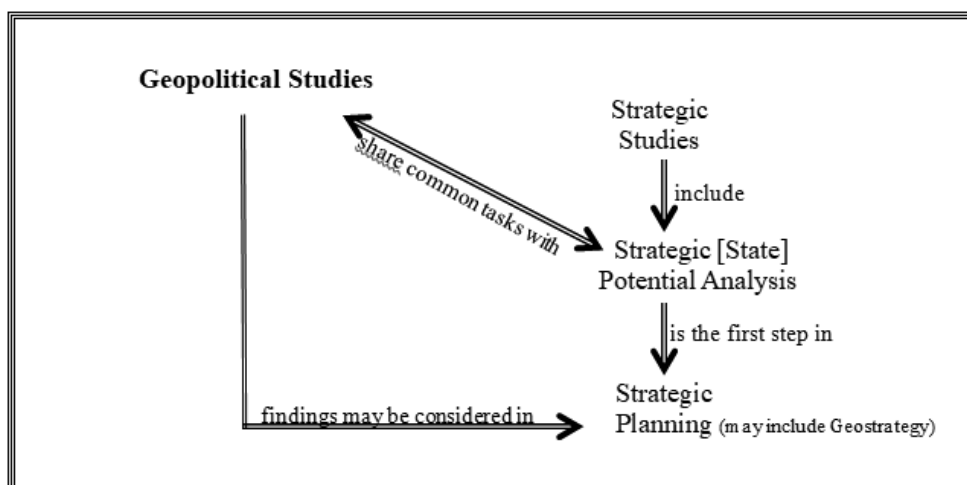 Geopolitical Studies
Strategic
Studies
share common tasks with
include
Strategic [State]
Potential Analysis
is the first step in
Strategic
findings may be considered in
Planning (may include Geostrategy)